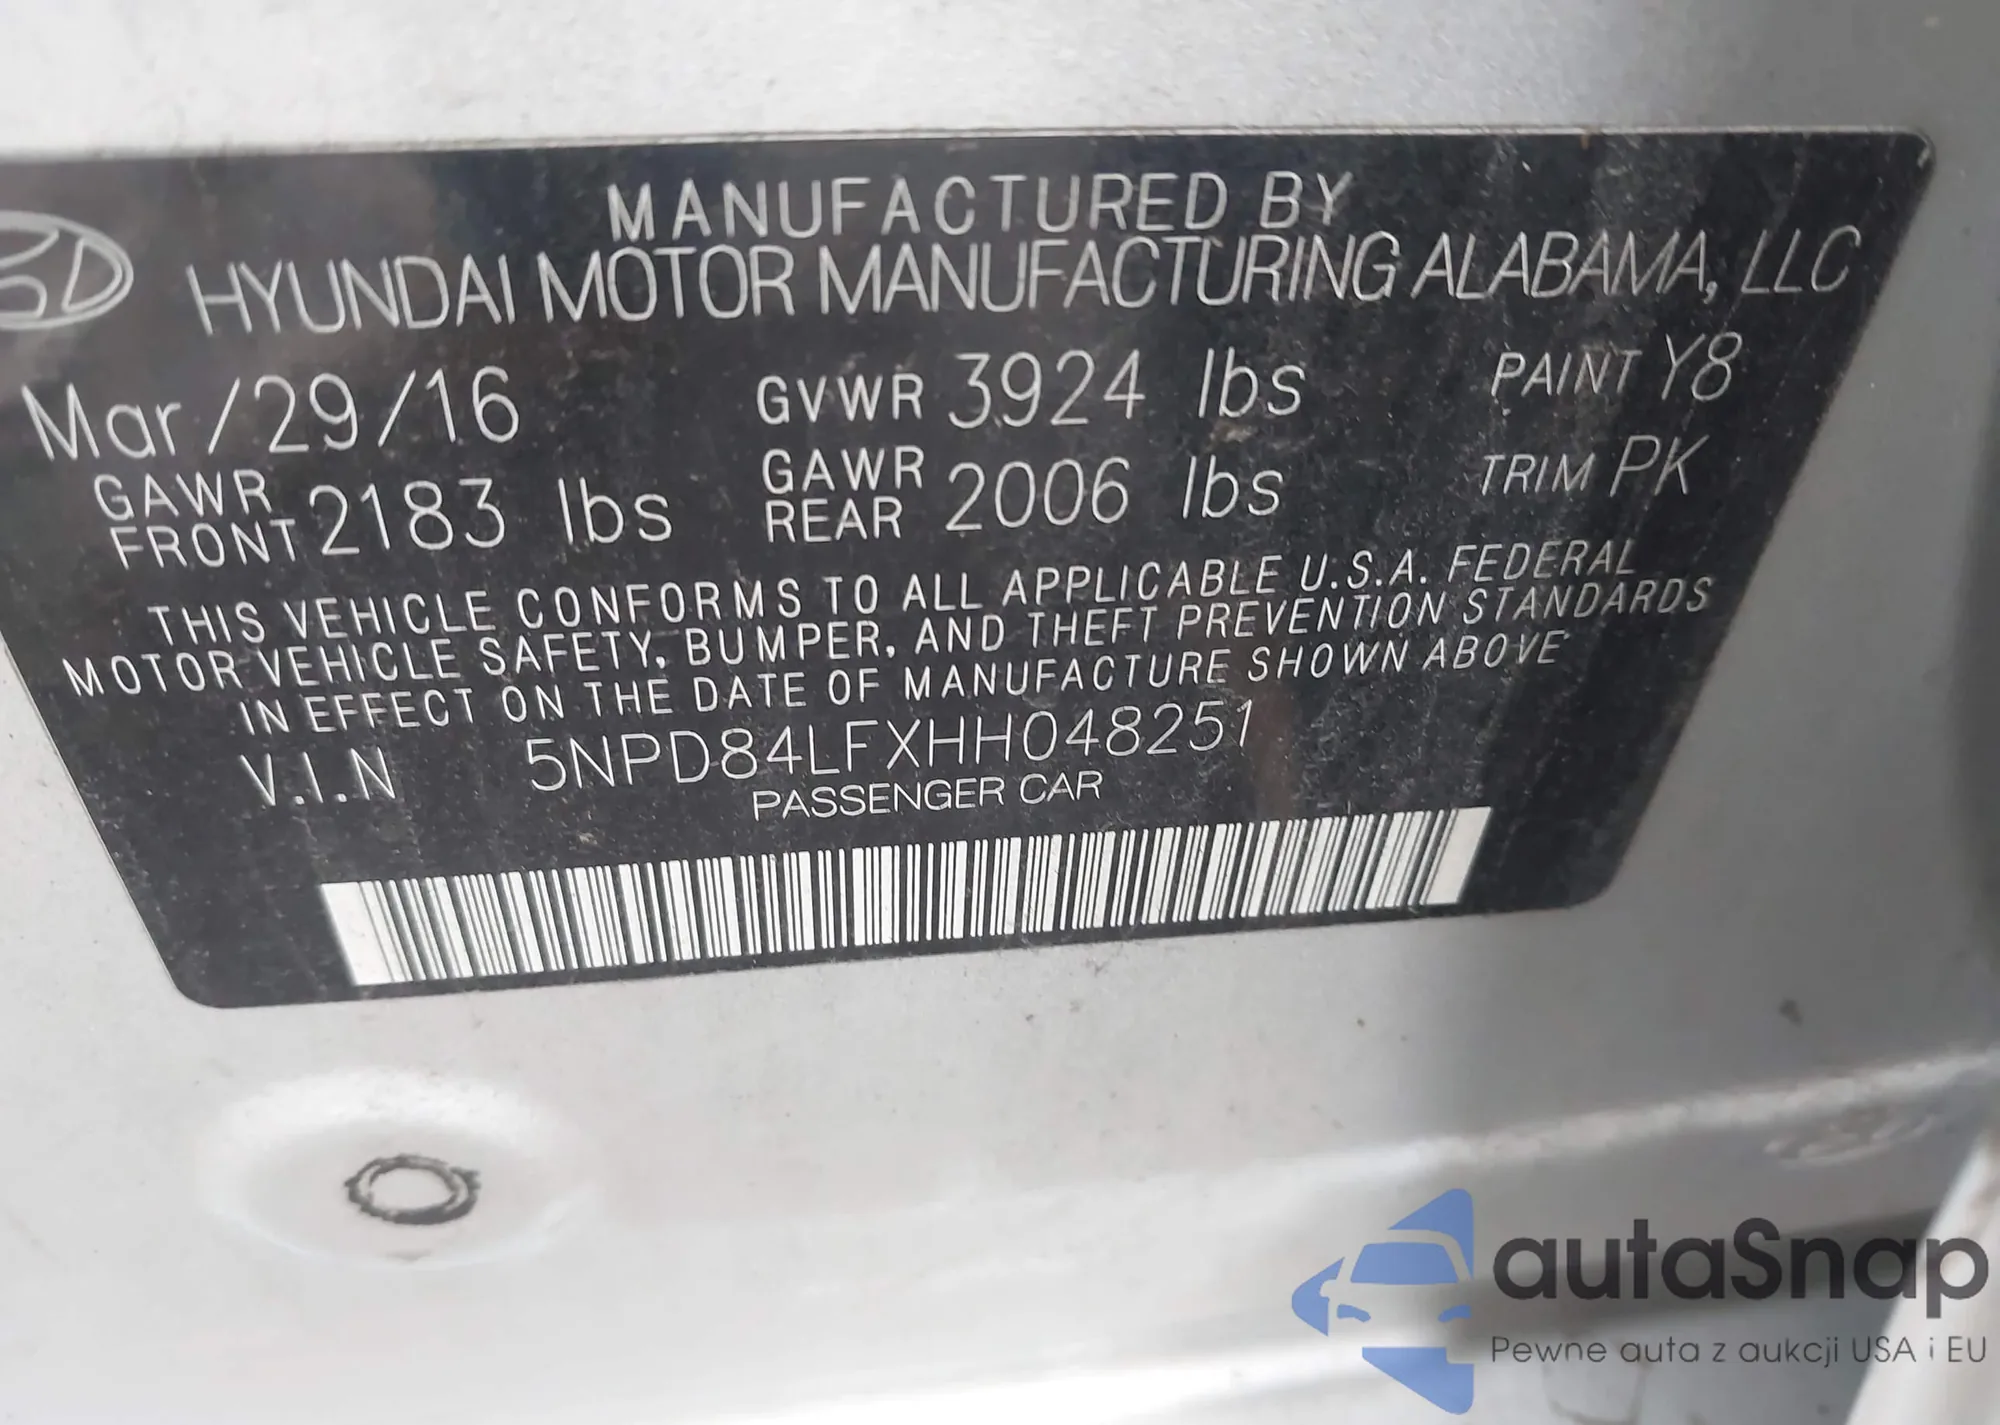 MANUFACTURED BY
HYUNDAI MOTOR MANUFACTURING ALABAMA, LLC
Mar/29/16 GVWR 3924 lbs PAINT Y8
GAWR FRONT 2183 lbs GAWR REAR 2006 lbs TRIM PK
THIS VEHICLE CONFORMS TO ALL APPLICABLE U.S.A. FEDERAL
MOTOR VEHICLE SAFETY, BUMPER, AND THEFT PREVENTION STANDARDS
IN EFFECT ON THE DATE OF MANUFACTURE SHOWN ABOVE
V.I.N 5NPD84LFXHH048251
PASSENGER CAR
autaSnap
Pewne auta z aukcji USA i EU